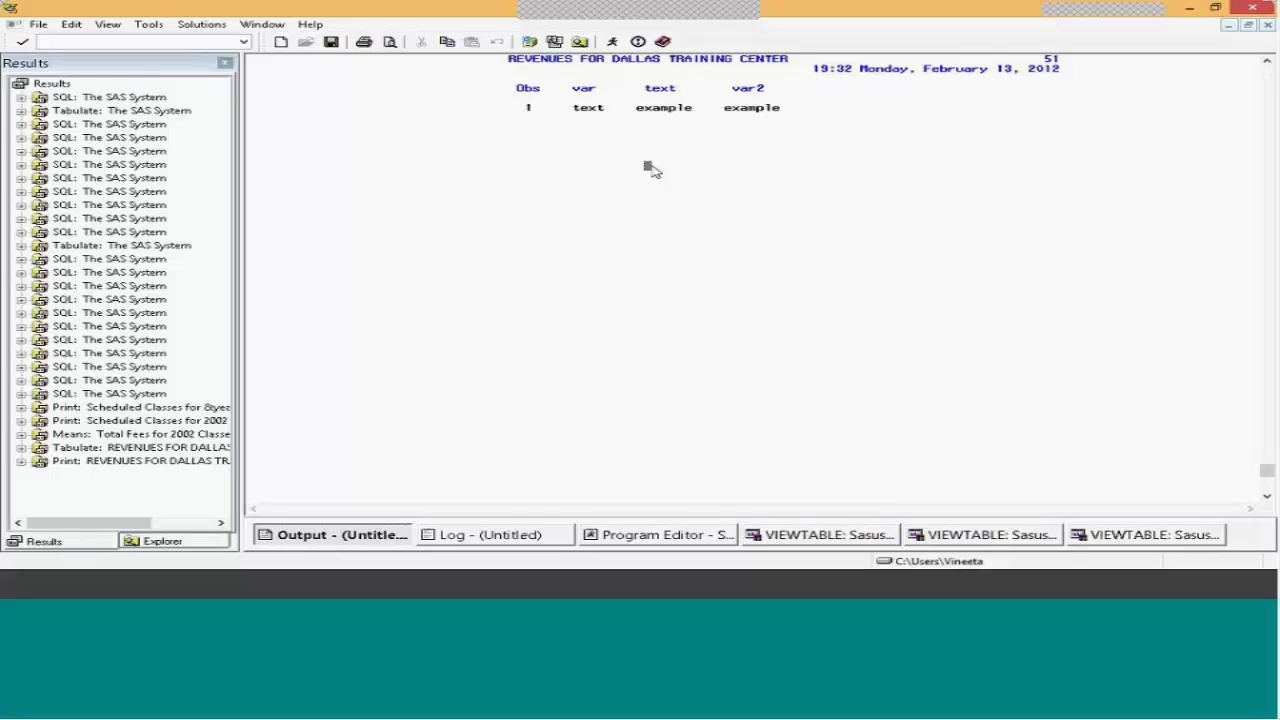 File Edit View Tools Solutions Window Help
Results
Results
SQL: The SAS System
Tabulate: The SAS System
SQL: The SAS System
SQL: The SAS System
SQL: The SAS System
SQL: The SAS System
SQL: The SAS System
SQL: The SAS System
SQL: The SAS System
SQL: The SAS System
SQL: The SAS System
Tabulate: The SAS System
SQL: The SAS System
SQL: The SAS System
SQL: The SAS System
SQL: The SAS System
SQL: The SAS System
SQL: The SAS System
SQL: The SAS System
SQL: The SAS System
SQL: The SAS System
SQL: The SAS System
SQL: The SAS System
Print: Scheduled Classes for &yea
Print: Scheduled Classes for 2002
Means: Total Fees for 2002 Classe
Tabulate: REVENUES FOR DALLAS
Print: REVENUES FOR DALLAS TR
Results Explorer
REVENUES FOR DALLAS TRAINING CENTER 51
19:32 Monday, February 13, 2012
Obs var text var2
1 text example example
Output - (Untitle... Log - (Untitled) Program Editor - S... VIEWTABLE: Sasus... VIEWTABLE: Sasus... VIEWTABLE: Sasus...
C:\Users\Vineeta